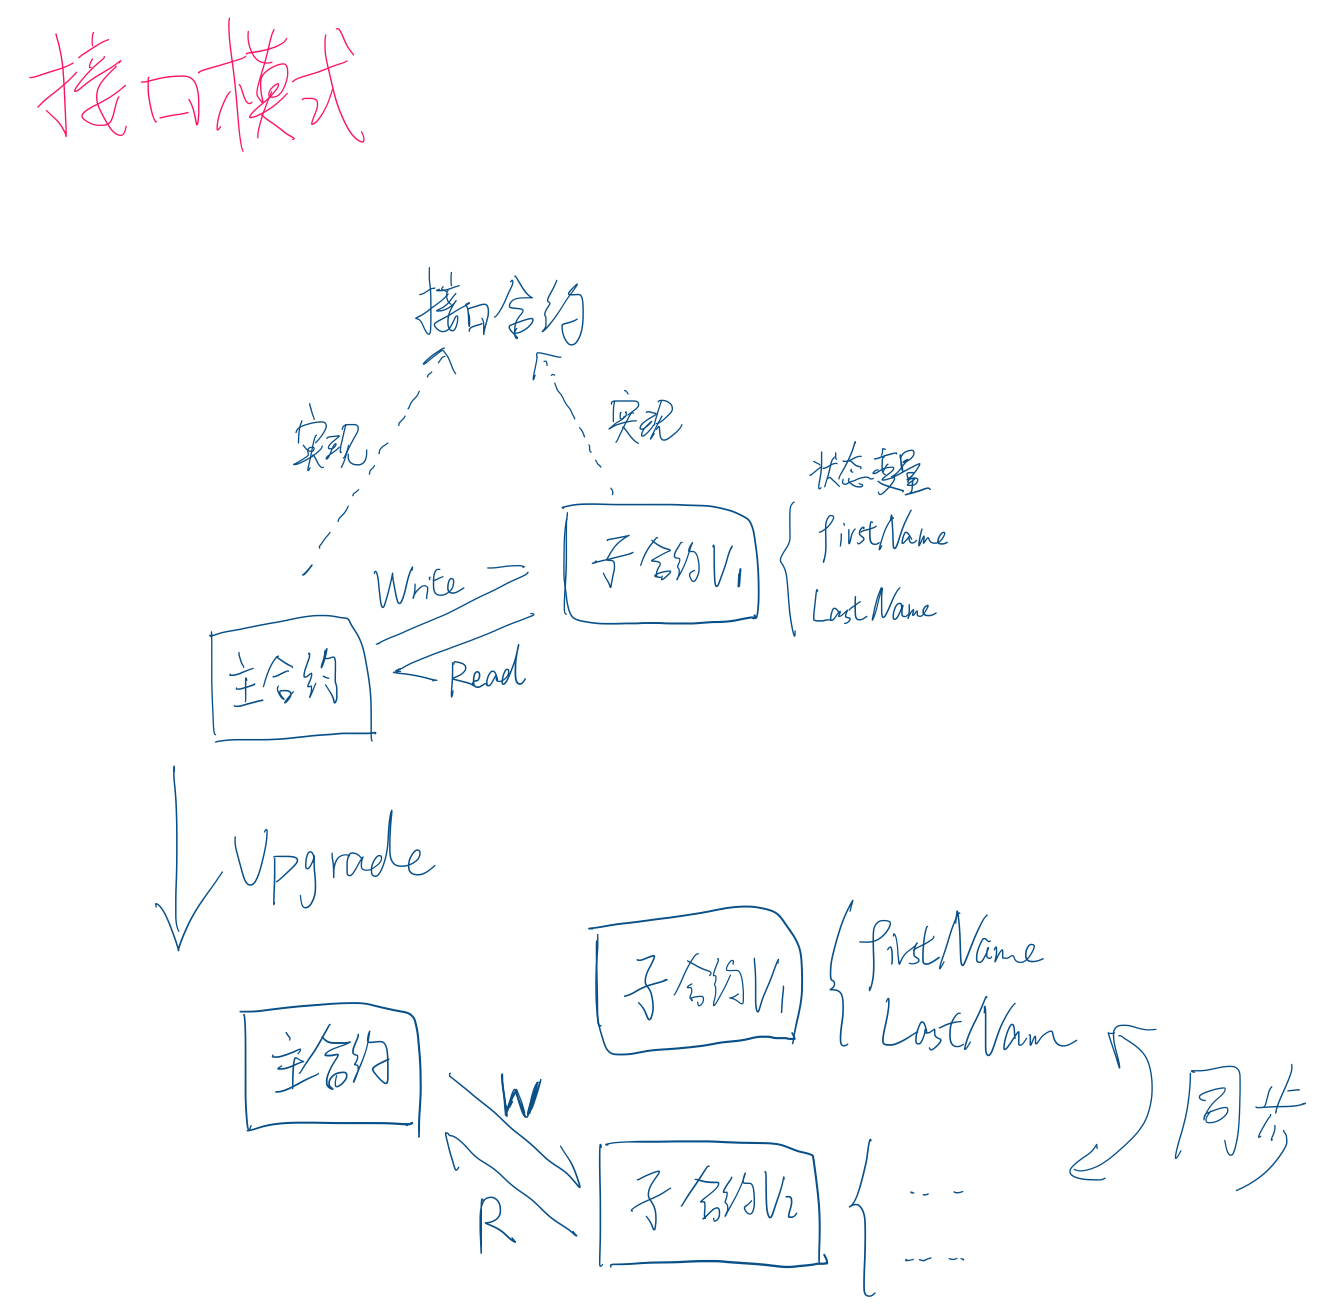 接口模式
接口合约
实现
实现
状态变量
firstName
LastName
子合约V1
Write
Read
主合约
Upgrade
子合约V1
firstName
LastNam
主合约
W
R
同步
子合约V2
---
----